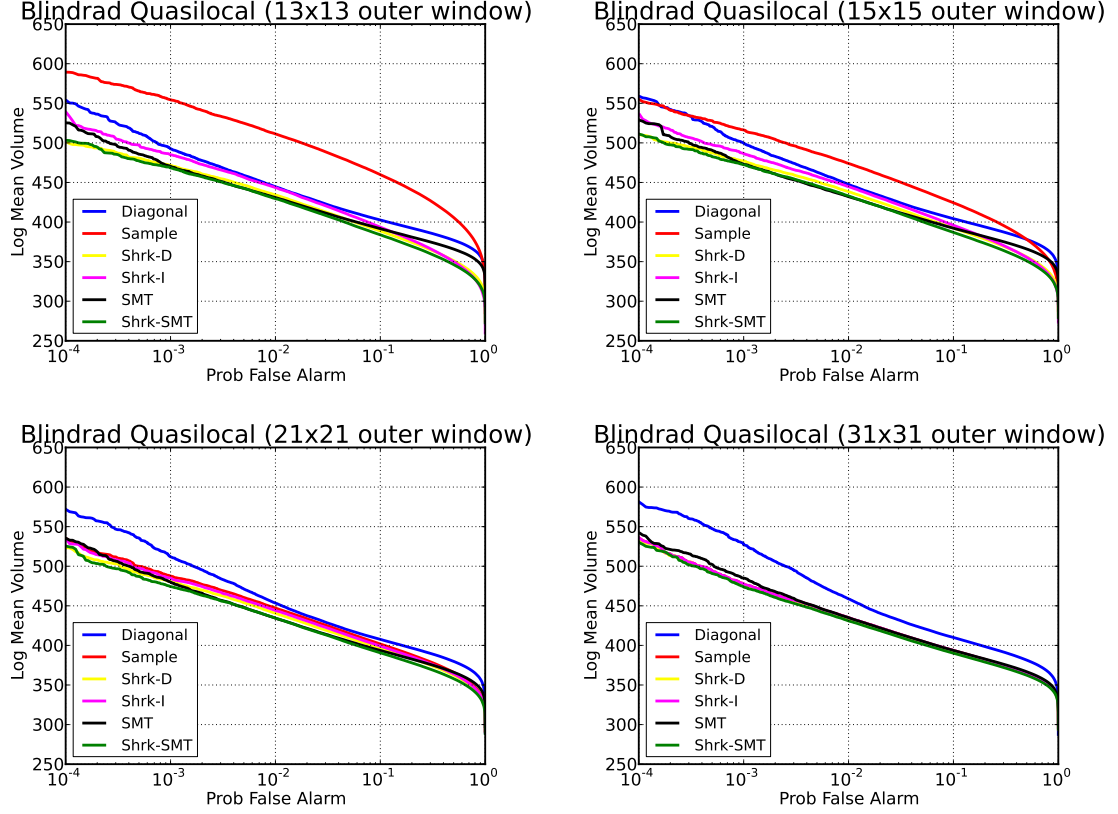 Blindrad Quasilocal (13x13 outer window)
650
600
550
500
450
400
350
300
250
Log Mean Volume
Diagonal
Sample
Shrk-D
Shrk-I
SMT
Shrk-SMT
10^-4 10^-3 10^-2 10^-1 10^0
Prob False Alarm
Blindrad Quasilocal (15x15 outer window)
650
600
550
500
450
400
350
300
250
Log Mean Volume
Diagonal
Sample
Shrk-D
Shrk-I
SMT
Shrk-SMT
10^-4 10^-3 10^-2 10^-1 10^0
Prob False Alarm
Blindrad Quasilocal (21x21 outer window)
650
600
550
500
450
400
350
300
250
Log Mean Volume
Diagonal
Sample
Shrk-D
Shrk-I
SMT
Shrk-SMT
10^-4 10^-3 10^-2 10^-1 10^0
Prob False Alarm
Blindrad Quasilocal (31x31 outer window)
650
600
550
500
450
400
350
300
250
Log Mean Volume
Diagonal
Sample
Shrk-D
Shrk-I
SMT
Shrk-SMT
10^-4 10^-3 10^-2 10^-1 10^0
Prob False Alarm